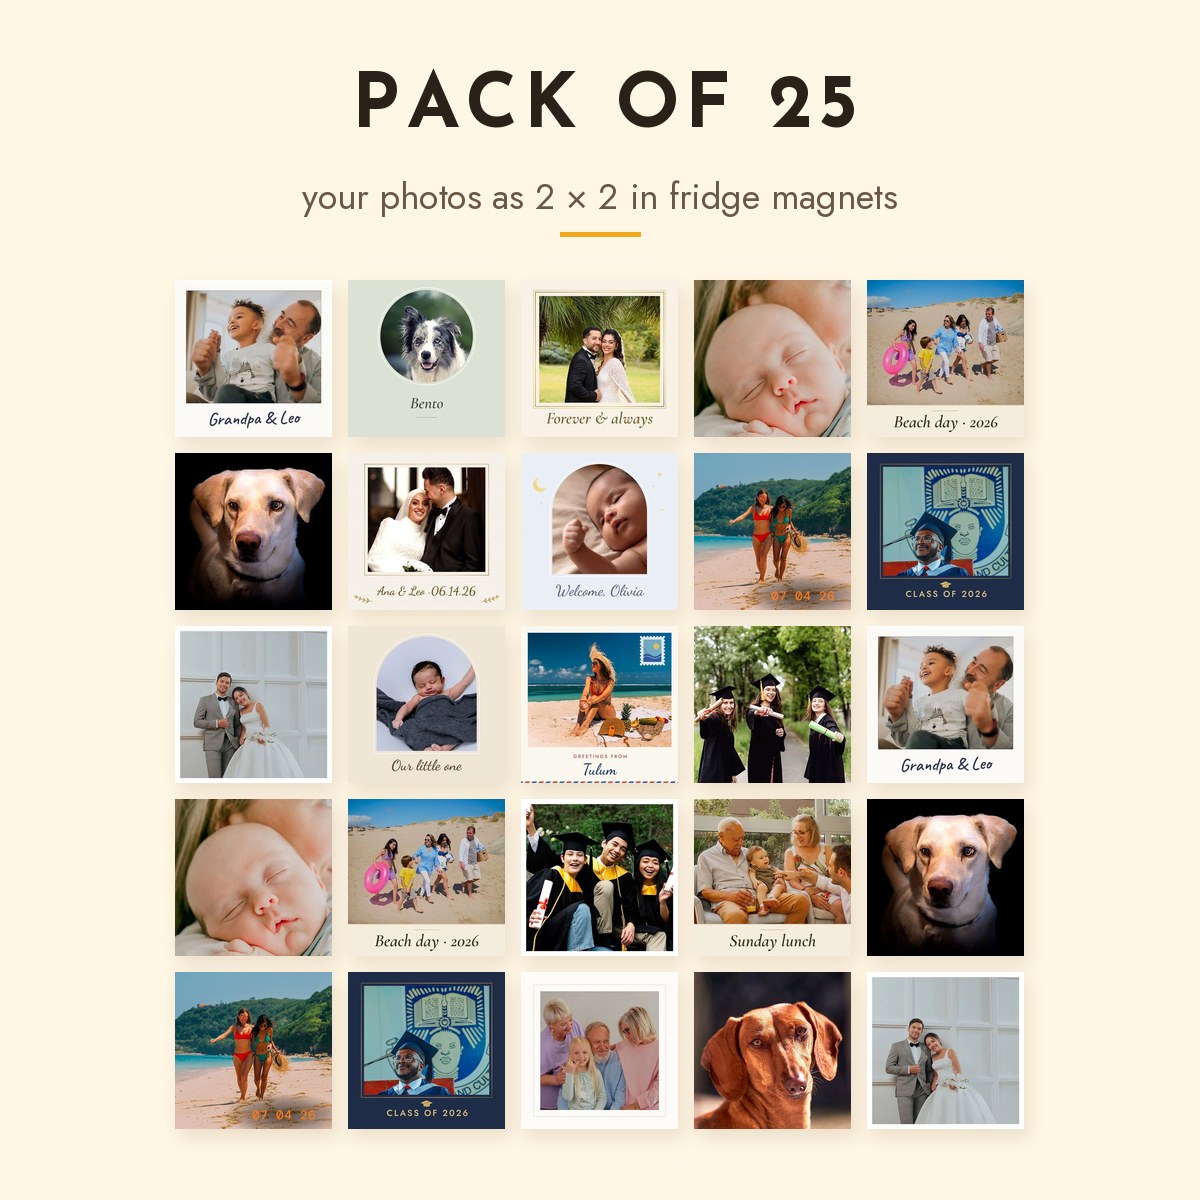 PACK OF 25
your photos as 2 × 2 in fridge magnets
Grandpa & Leo
Bento
Forever & always
Beach day · 2026
Ana & Leo ·06.14.26
Welcome, Olivia
07 04 26
CLASS OF 2026
Our little one
GREETINGS FROM
Tulum
Grandpa & Leo
Beach day · 2026
Sunday lunch
07 04 26
CLASS OF 2026